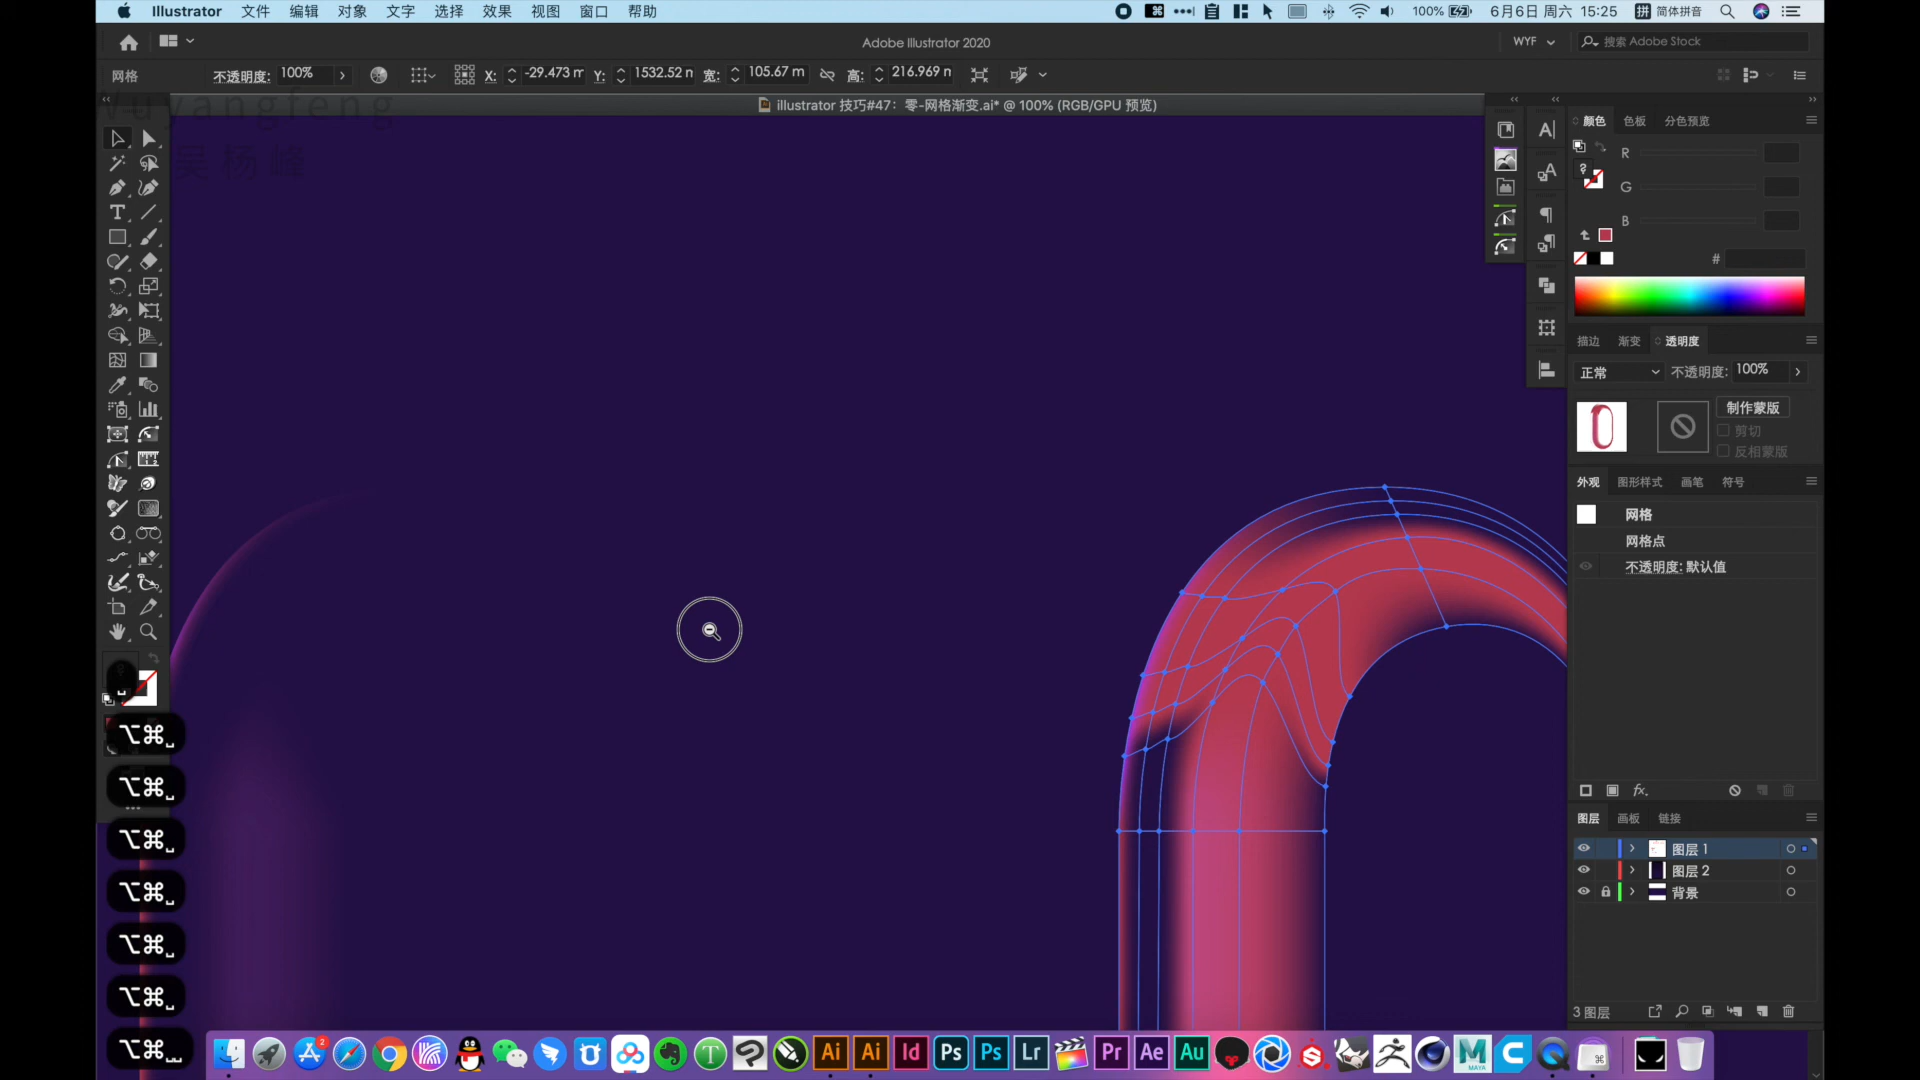 Illustrator 文件 编辑 对象 文字 选择 效果 视图 窗口 帮助 100% 6月6日 周六 15:25 拼 简体拼音
Adobe Illustrator 2020 WYF 搜索 Adobe Stock
网格 不透明度: 100% X: -29.473 m Y: 1532.52 m 宽: 105.67 m 高: 216.969 m
Wuyangfeng
吴杨峰
illustrator 技巧#47：零-网格渐变.ai* @ 100% (RGB/GPU 预览)
颜色 色板 分色预览
R
G
B
#
描边 渐变 透明度
正常 不透明度: 100%
制作蒙版
剪切
反相蒙版
外观 图形样式 画笔 符号
网格
网格点
不透明度: 默认值
fx
图层 画板 链接
图层 1
图层 2
背景
3 图层
⌥⌘
⌥⌘
⌥⌘
⌥⌘
⌥⌘
⌥⌘
⌥⌘
2 T Ai Ai Id Ps Ps Lr Pr Ae Au M MAYA C